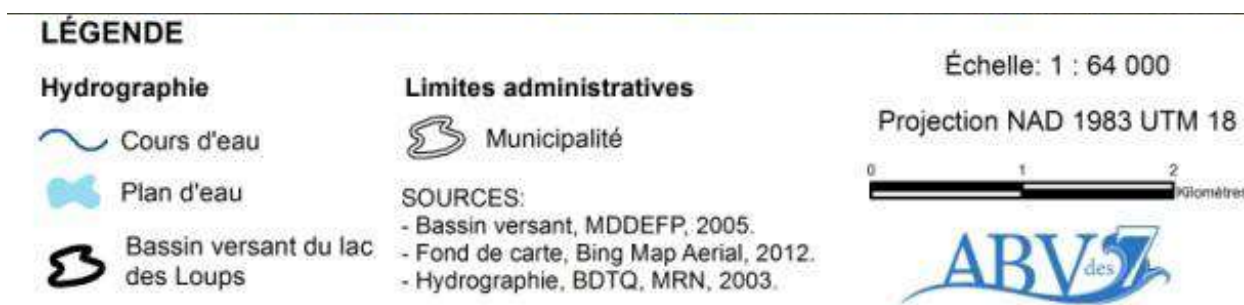 LÉGENDE
Hydrographie
Cours d'eau
Plan d'eau
Bassin versant du lac
des Loups
Limites administratives
Municipalité
SOURCES:
- Bassin versant, MDDEFP, 2005.
- Fond de carte, Bing Map Aerial, 2012.
- Hydrographie, BDTQ, MRN, 2003.
Échelle: 1 : 64 000
Projection NAD 1983 UTM 18
0 1 2
Kilomètres
ABV des 7